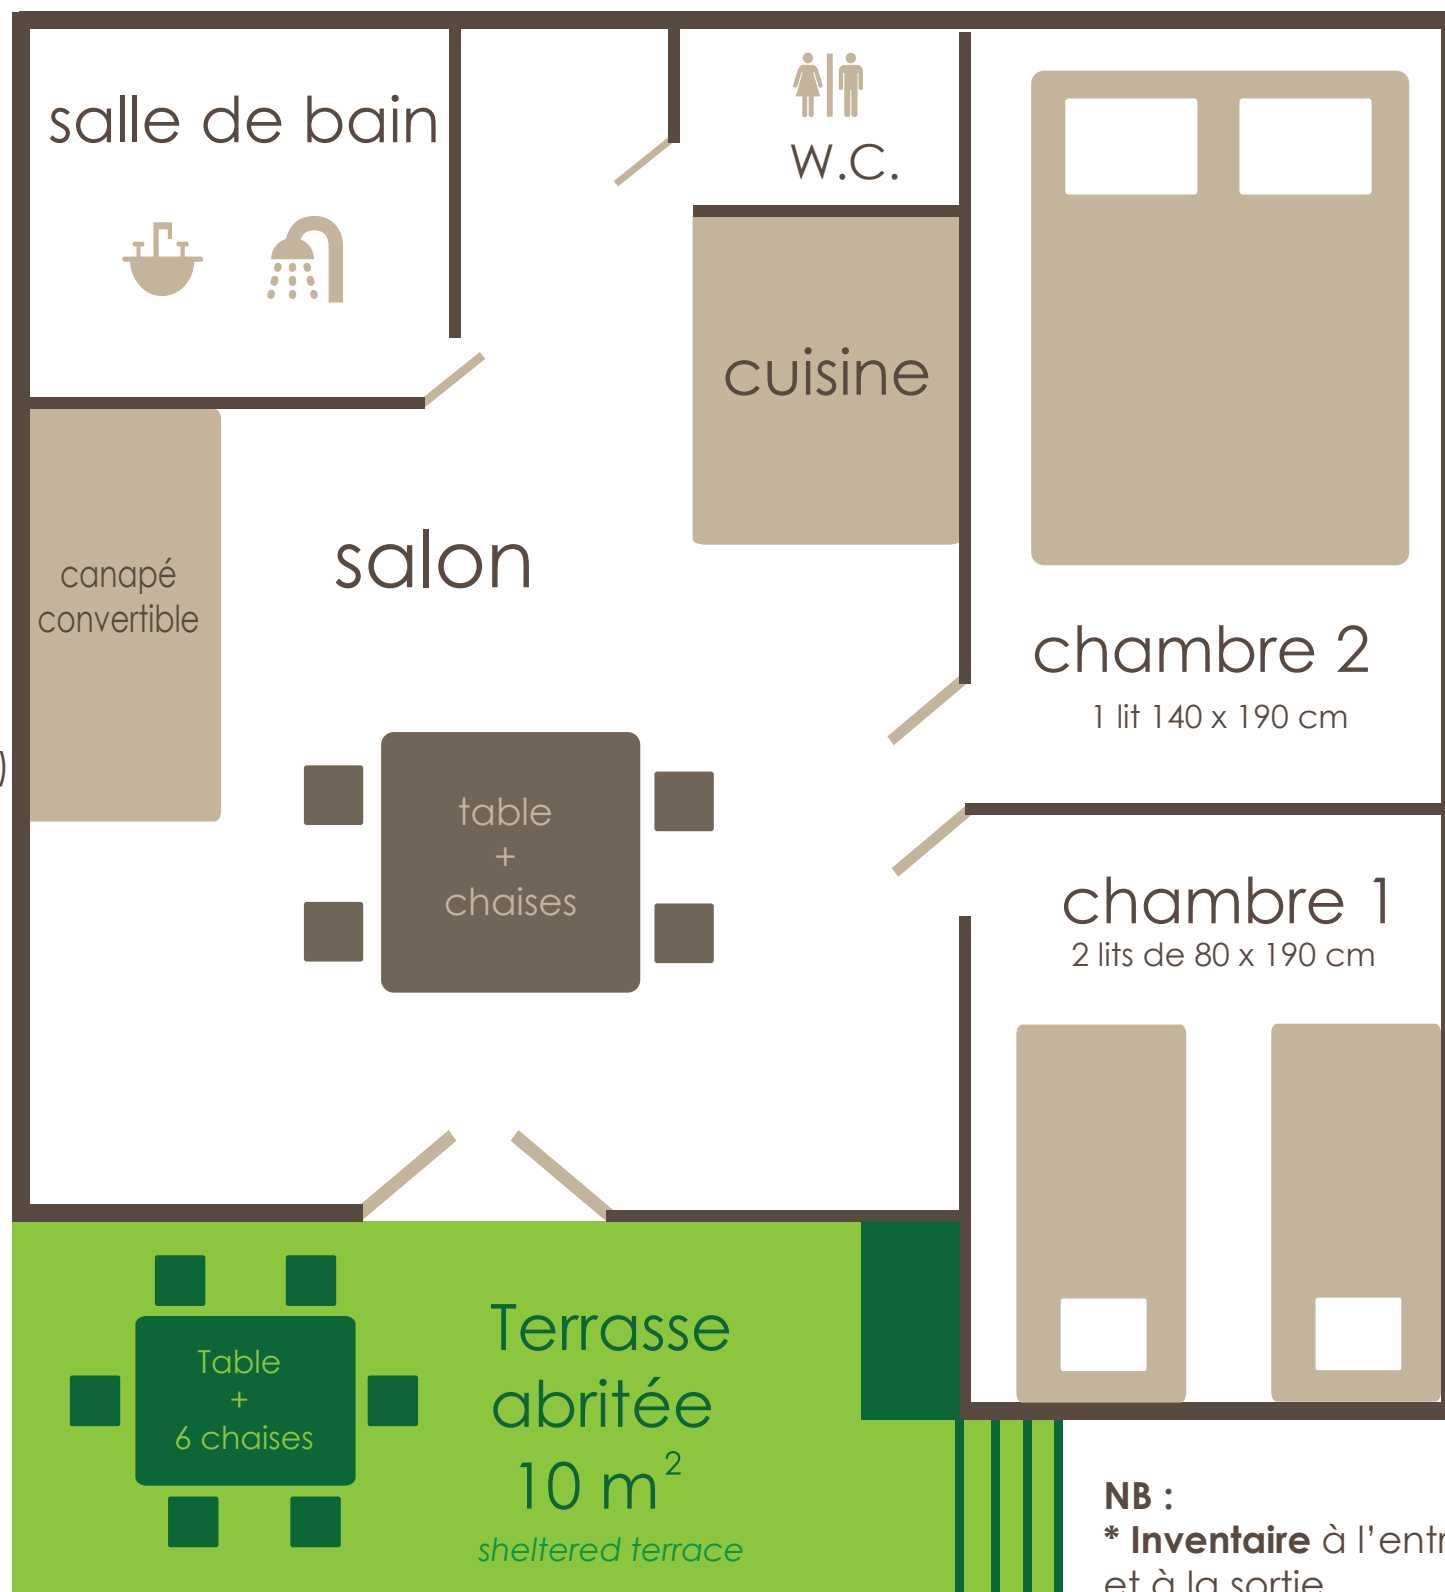 salle de bain
W.C.
cuisine
canapé
convertible
salon
chambre 2
1 lit 140 x 190 cm
)
table
+
chaises
chambre 1
2 lits de 80 x 190 cm
Table
+
6 chaises
Terrasse
abritée
10 m²
sheltered terrace
NB :
* Inventaire à l’entr
et à la sortie